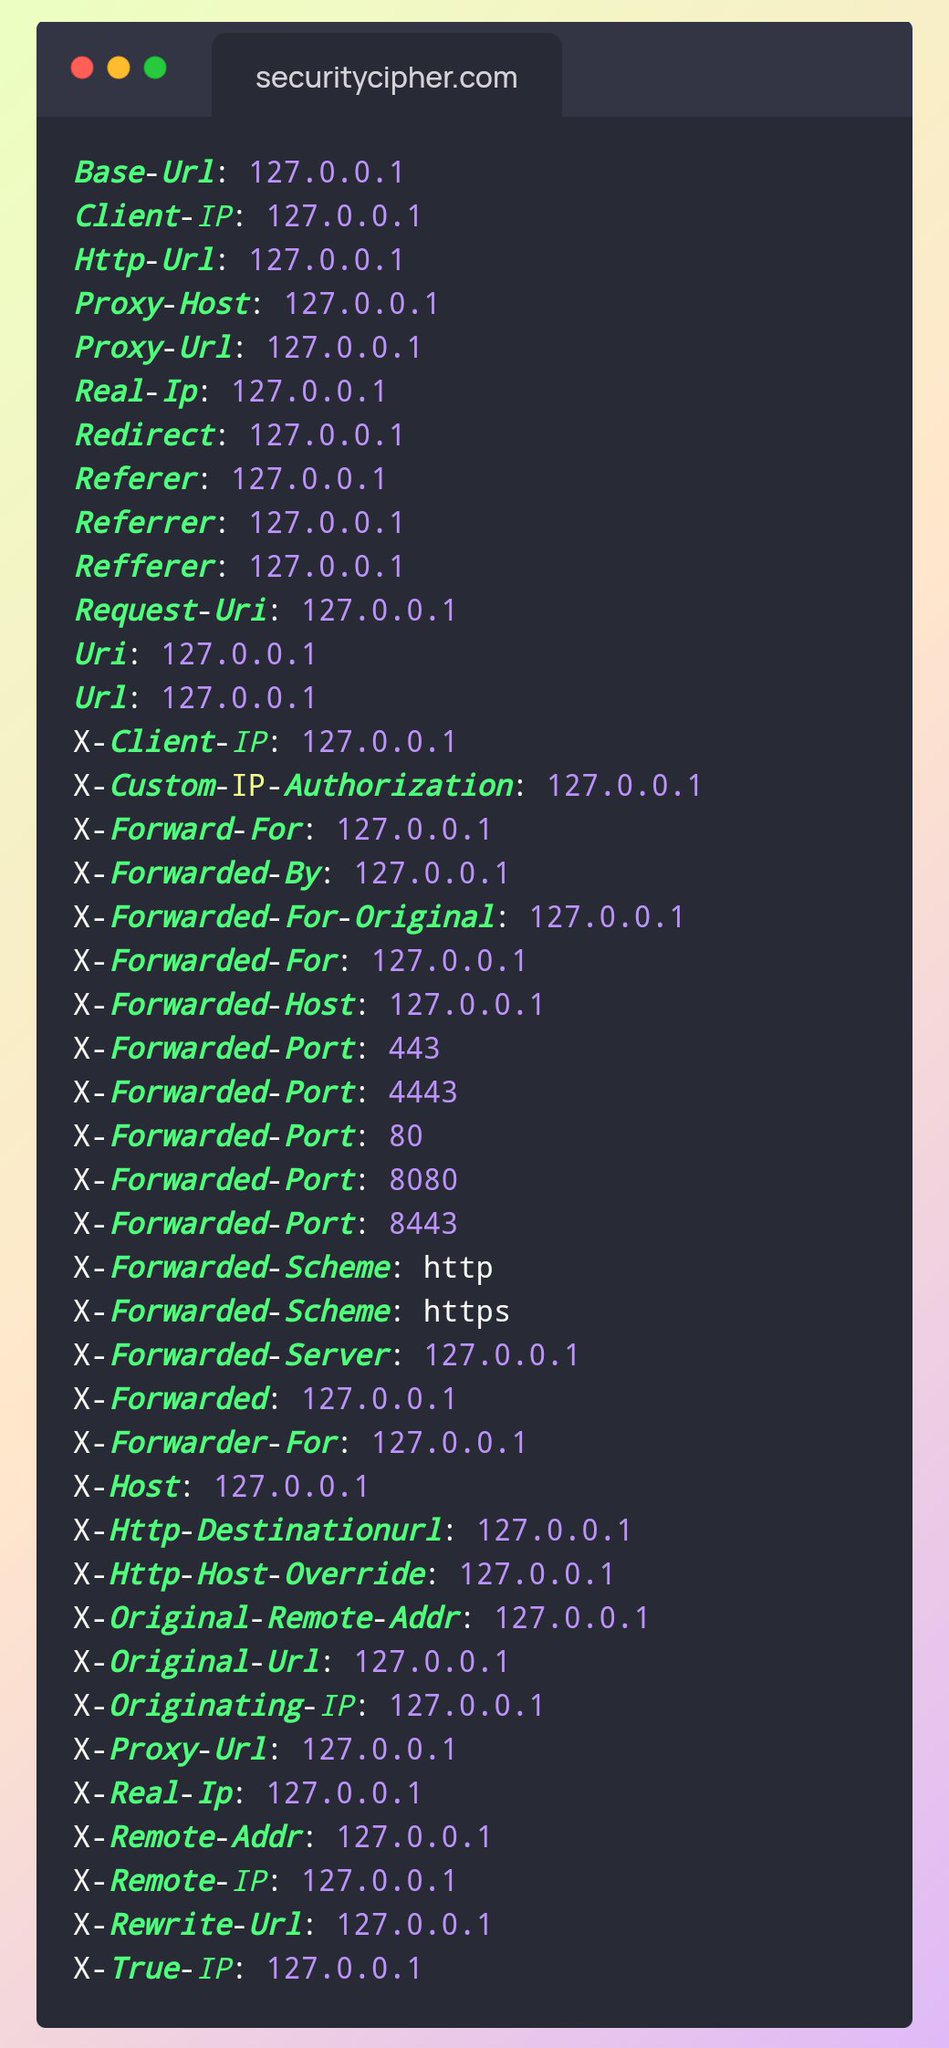 securitycipher.com
Base-Url: 127.0.0.1
Client-IP: 127.0.0.1
Http-Url: 127.0.0.1
Proxy-Host: 127.0.0.1
Proxy-Url: 127.0.0.1
Real-Ip: 127.0.0.1
Redirect: 127.0.0.1
Referer: 127.0.0.1
Referrer: 127.0.0.1
Refferer: 127.0.0.1
Request-Uri: 127.0.0.1
Uri: 127.0.0.1
Url: 127.0.0.1
X-Client-IP: 127.0.0.1
X-Custom-IP-Authorization: 127.0.0.1
X-Forward-For: 127.0.0.1
X-Forwarded-By: 127.0.0.1
X-Forwarded-For-Original: 127.0.0.1
X-Forwarded-For: 127.0.0.1
X-Forwarded-Host: 127.0.0.1
X-Forwarded-Port: 443
X-Forwarded-Port: 4443
X-Forwarded-Port: 80
X-Forwarded-Port: 8080
X-Forwarded-Port: 8443
X-Forwarded-Scheme: http
X-Forwarded-Scheme: https
X-Forwarded-Server: 127.0.0.1
X-Forwarded: 127.0.0.1
X-Forwarder-For: 127.0.0.1
X-Host: 127.0.0.1
X-Http-Destinationurl: 127.0.0.1
X-Http-Host-Override: 127.0.0.1
X-Original-Remote-Addr: 127.0.0.1
X-Original-Url: 127.0.0.1
X-Originating-IP: 127.0.0.1
X-Proxy-Url: 127.0.0.1
X-Real-Ip: 127.0.0.1
X-Remote-Addr: 127.0.0.1
X-Remote-IP: 127.0.0.1
X-Rewrite-Url: 127.0.0.1
X-True-IP: 127.0.0.1